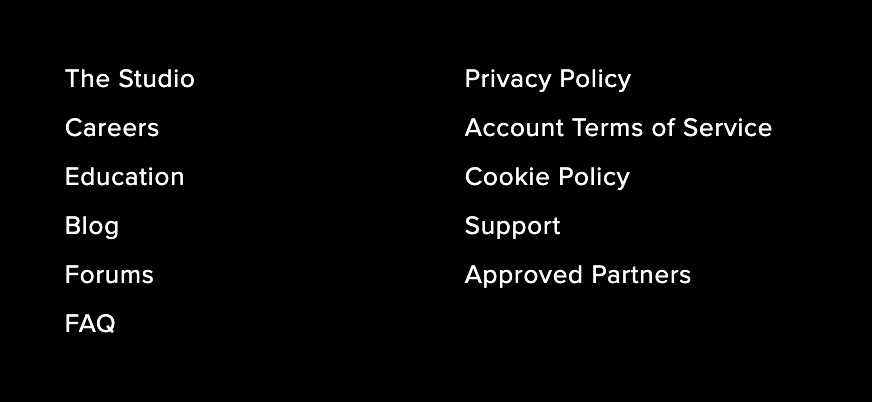 The Studio
Careers
Education
Blog
Forums
FAQ
Privacy Policy
Account Terms of Service
Cookie Policy
Support
Approved Partners